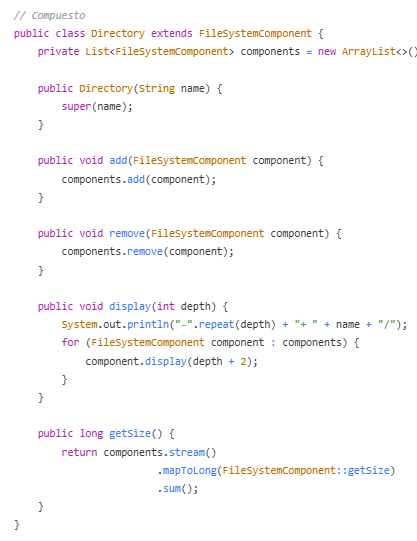 // Compuesto
public class Directory extends FileSystemComponent {
    private List<FileSystemComponent> components = new ArrayList<>()

    public Directory(String name) {
        super(name);
    }

    public void add(FileSystemComponent component) {
        components.add(component);
    }

    public void remove(FileSystemComponent component) {
        components.remove(component);
    }

    public void display(int depth) {
        System.out.println("-".repeat(depth) + "+ " + name + "/");
        for (FileSystemComponent component : components) {
            component.display(depth + 2);
        }
    }

    public long getSize() {
        return components.stream()
                        .mapToLong(FileSystemComponent::getSize)
                        .sum();
    }
}